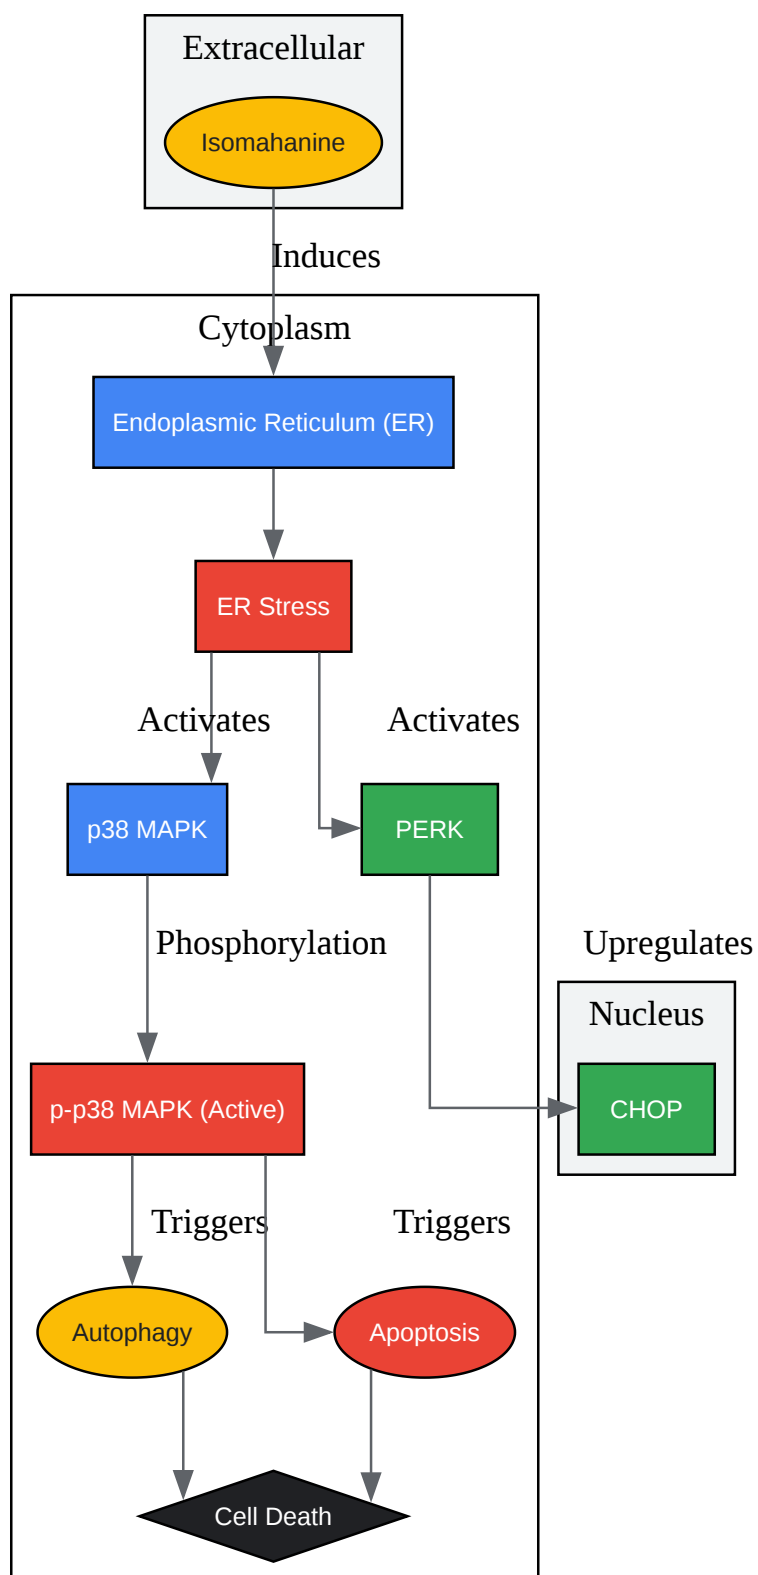 Extracellular
Isomahanine
Induces
Cytoplasm
Endoplasmic Reticulum (ER)
ER Stress
Activates
Activates
p38 MAPK
PERK
Phosphorylation
Upregulates
Nucleus
p-p38 MAPK (Active)
CHOP
Triggers
Triggers
Autophagy
Apoptosis
Cell Death